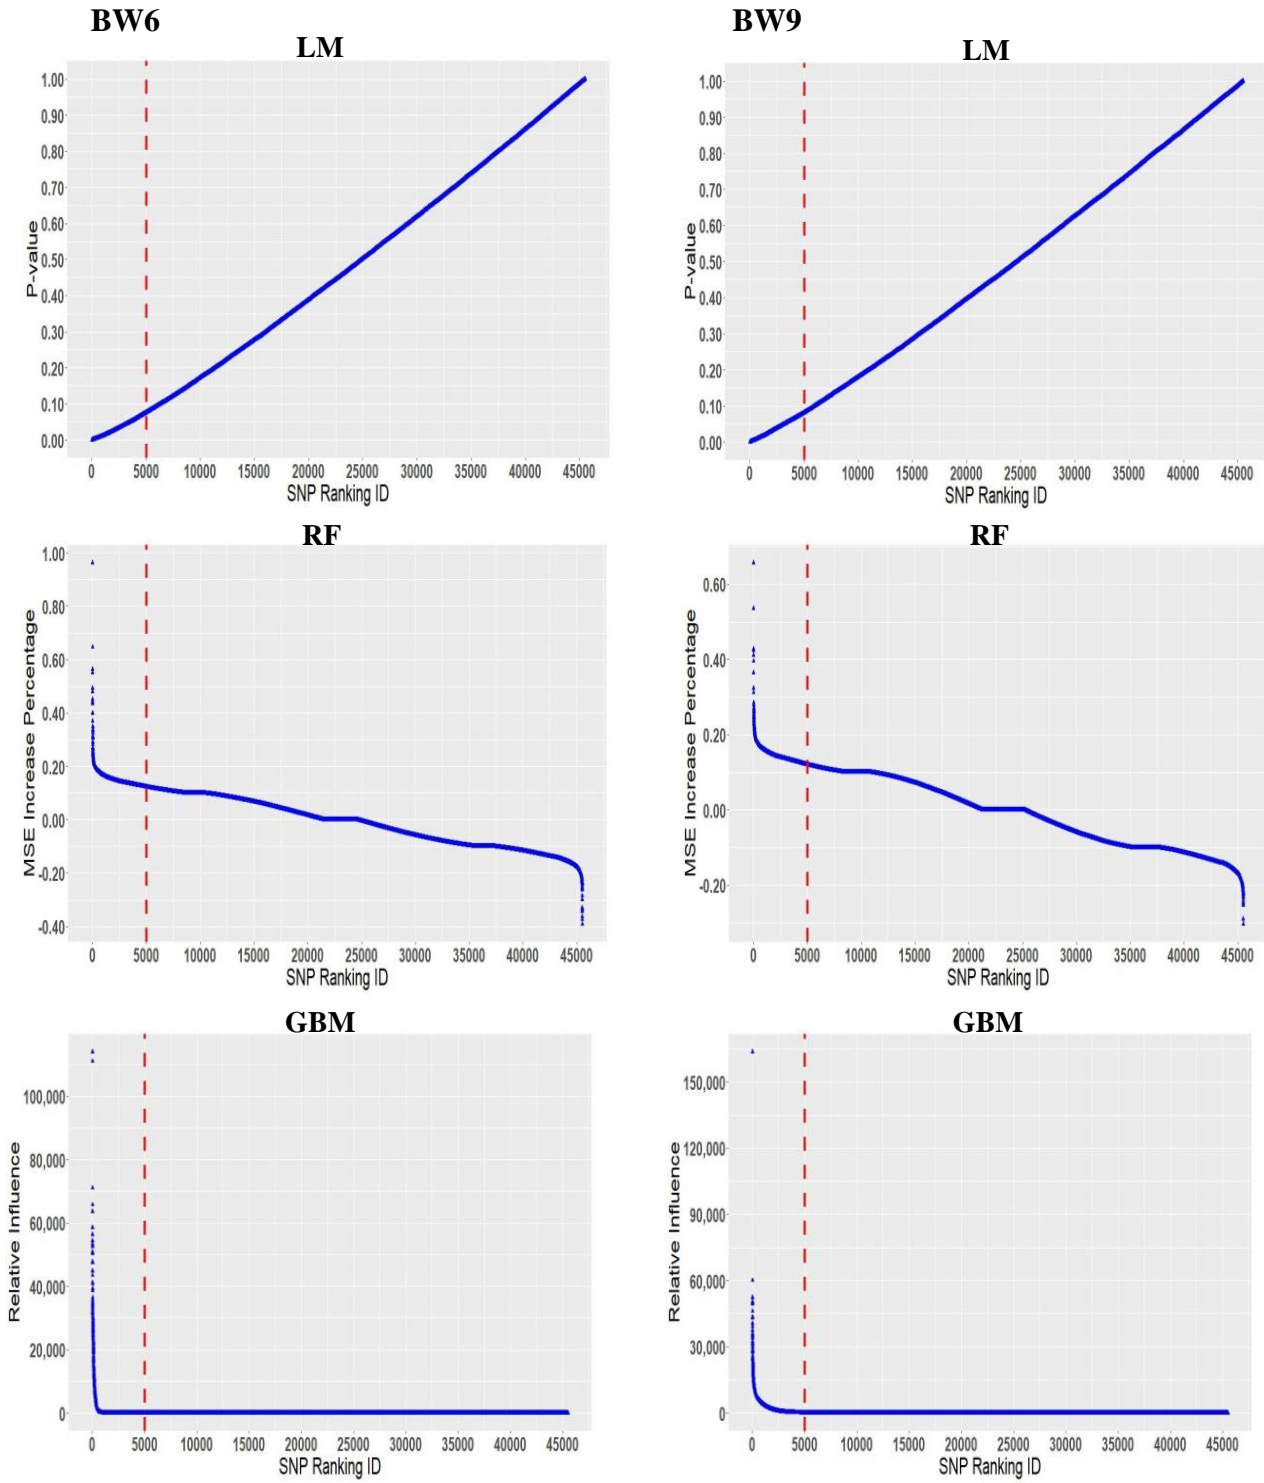 BW6
BW9
LM
1.00
0.90
0.80
0.70
0.60
0.50
0.40
0.30
0.20
0.10
0.00
P-value
0 5000 10000 15000 20000 25000 30000 35000 40000 45000
SNP Ranking ID
LM
1.00
0.90
0.80
0.70
0.60
0.50
0.40
0.30
0.20
0.10
0.00
P-value
0 5000 10000 15000 20000 25000 30000 35000 40000 45000
SNP Ranking ID
RF
1.00
0.80
0.60
0.40
0.20
0.00
-0.20
-0.40
MSE Increase Percentage
0 5000 10000 15000 20000 25000 30000 35000 40000 45000
SNP Ranking ID
RF
0.60
0.40
0.20
0.00
-0.20
MSE Increase Percentage
0 5000 10000 15000 20000 25000 30000 35000 40000 45000
SNP Ranking ID
GBM
100,000
80,000
60,000
40,000
20,000
0
Relative Influence
0 5000 10000 15000 20000 25000 30000 35000 40000 45000
SNP Ranking ID
GBM
150,000
120,000
90,000
60,000
30,000
0
Relative Influence
0 5000 10000 15000 20000 25000 30000 35000 40000 45000
SNP Ranking ID